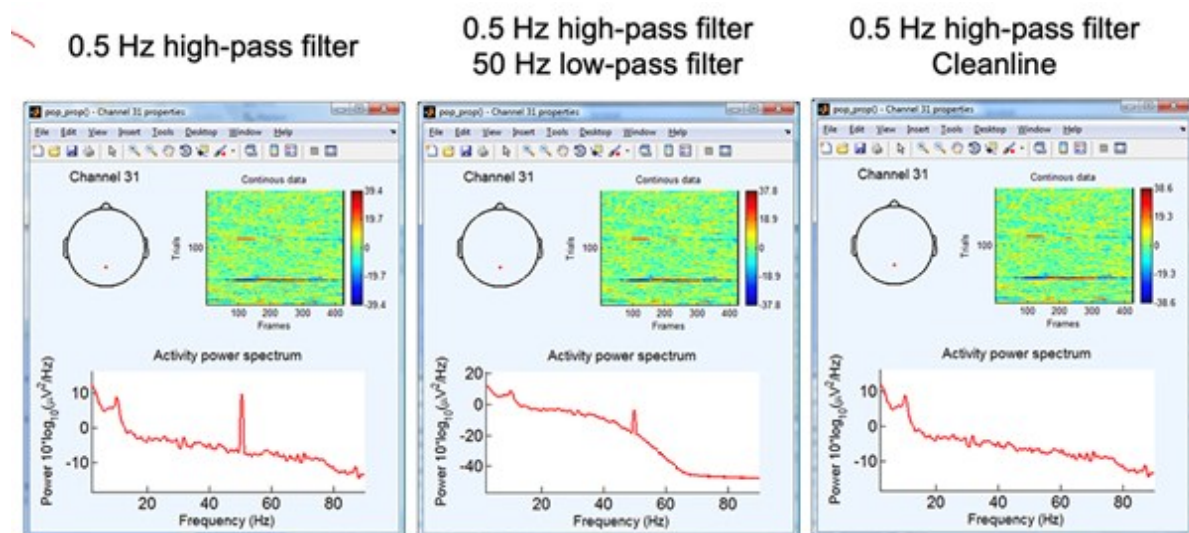 0.5 Hz high-pass filter
0.5 Hz high-pass filter
50 Hz low-pass filter
0.5 Hz high-pass filter
Cleanline
pop_prop() - Channel 31 properties
File Edit View Insert Tools Desktop Window Help
Channel 31
Continous data
39.4
19.7
0
-19.7
-39.4
Trials
100
100 200 300 400
Frames
Activity power spectrum
Power 10*log10(μV²/Hz)
10
0
-10
20 40 60 80
Frequency (Hz)
pop_prop() - Channel 31 properties
File Edit View Insert Tools Desktop Window Help
Channel 31
Continous data
37.8
18.9
0
-18.9
-37.8
Trials
100
100 200 300 400
Frames
Activity power spectrum
Power 10*log10(μV²/Hz)
20
0
-20
-40
20 40 60 80
Frequency (Hz)
pop_prop() - Channel 31 properties
File Edit View Insert Tools Desktop Window Help
Channel 31
Continous data
38.6
19.3
0
-19.3
-38.6
Trials
100
100 200 300 400
Frames
Activity power spectrum
Power 10*log10(μV²/Hz)
10
0
-10
20 40 60 80
Frequency (Hz)